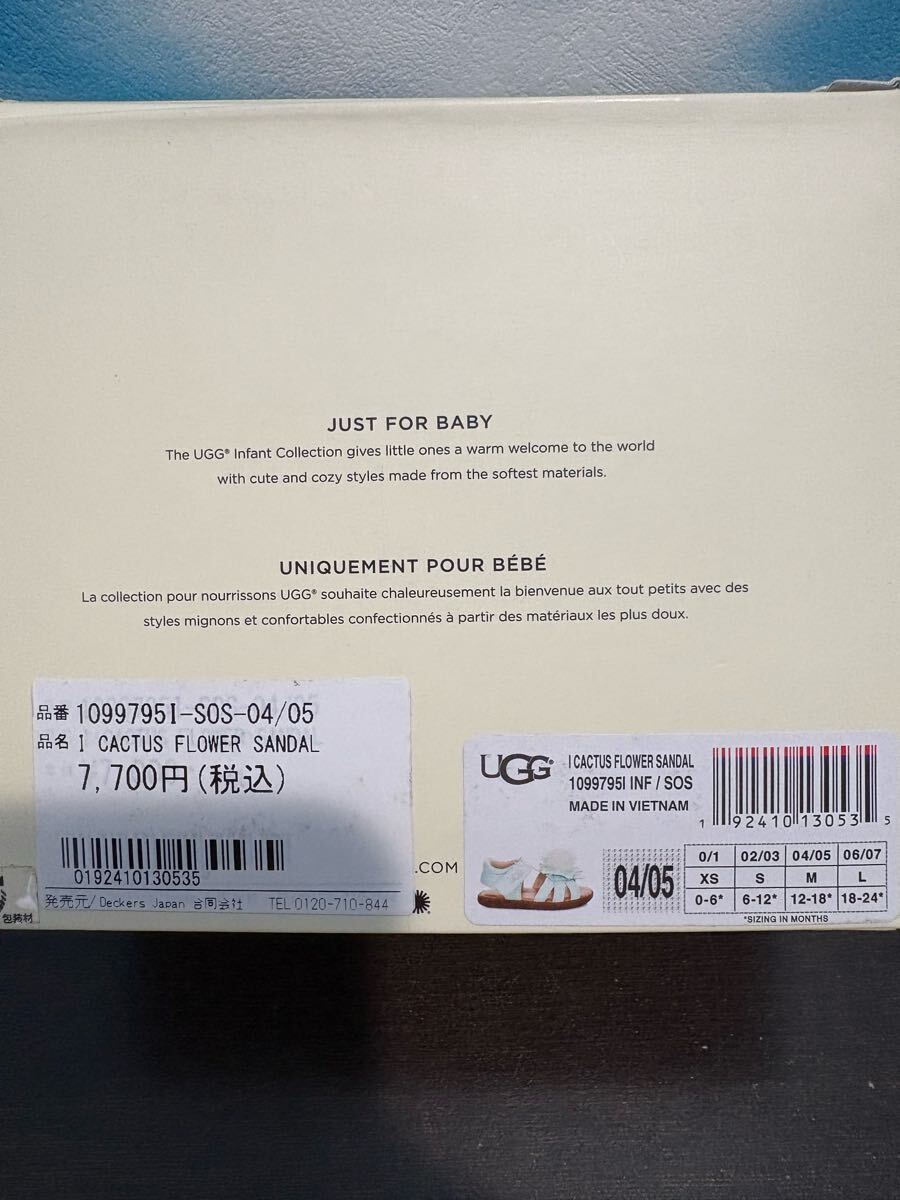 JUST FOR BABY
The UGG® Infant Collection gives little ones a warm welcome to the world
with cute and cozy styles made from the softest materials.
UNIQUEMENT POUR BÉBÉ
La collection pour nourrissons UGG® souhaite chaleureusement la bienvenue aux tout petits avec des
styles mignons et confortables confectionnés à partir des matériaux les plus doux.
品番 1099795I-SOS-04/05
品名 I CACTUS FLOWER SANDAL
7,700円(税込)
0192410130535
発売元/Deckers Japan 合同会社 TEL0120-710-844
.COM
包装材
UGG®
I CACTUS FLOWER SANDAL
1099795I INF / SOS
MADE IN VIETNAM
1 92410 13053 5
04/05
0/1 02/03 04/05 06/07
XS S M L
0-6* 6-12* 12-18* 18-24*
*SIZING IN MONTHS